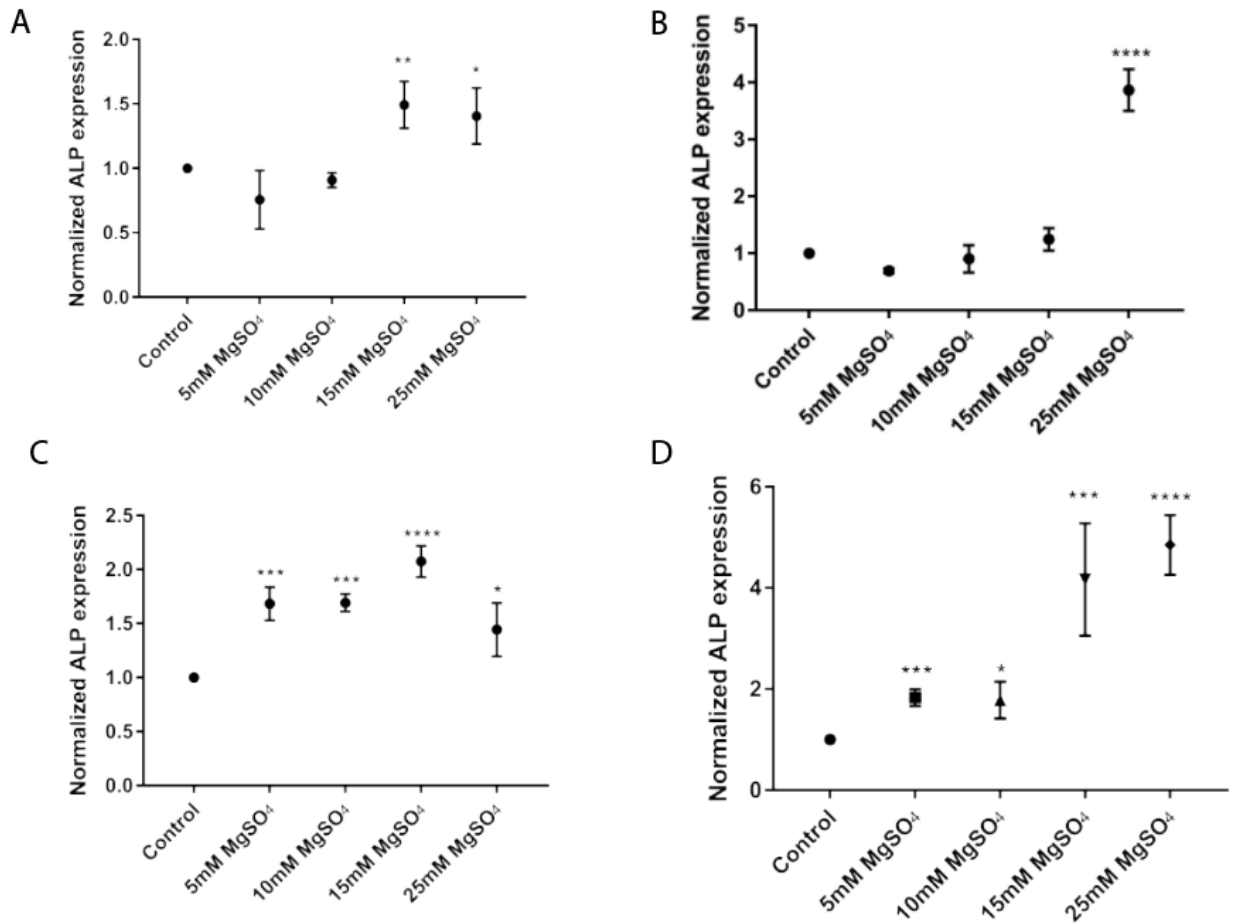 A
Normalized ALP expression
2.0
**
*
1.5
1.0
0.5
0.0
Control
5mM MgSO4
10mM MgSO4
15mM MgSO4
25mM MgSO4
B
Normalized ALP expression
5
****
4
3
2
1
0
Control
5mM MgSO4
10mM MgSO4
15mM MgSO4
25mM MgSO4
C
Normalized ALP expression
2.5
****
***
***
*
2.0
1.5
1.0
0.5
0.0
Control
5mM MgSO4
10mM MgSO4
15mM MgSO4
25mM MgSO4
D
Normalized ALP expression
6
***
****
***
*
4
2
0
Control
5mM MgSO4
10mM MgSO4
15mM MgSO4
25mM MgSO4